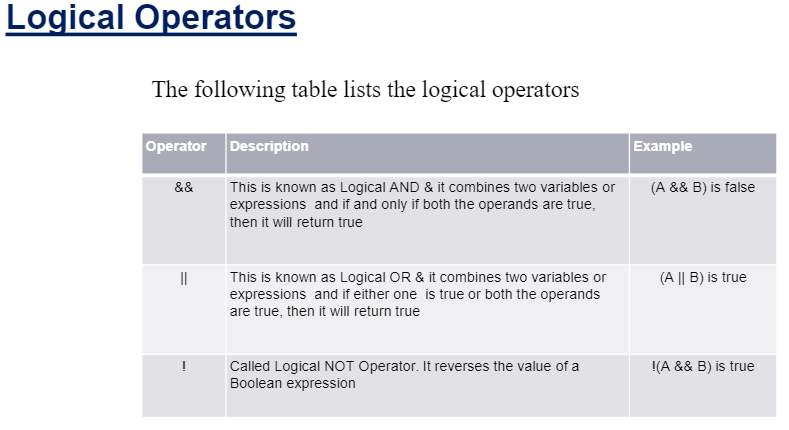 Logical Operators
The following table lists the logical operators
Operator Description Example
&& This is known as Logical AND & it combines two variables or (A && B) is false
expressions and if and only if both the operands are true,
then it will return true
|| This is known as Logical OR & it combines two variables or (A || B) is true
expressions and if either one is true or both the operands
are true, then it will return true
! Called Logical NOT Operator. It reverses the value of a !(A && B) is true
Boolean expression